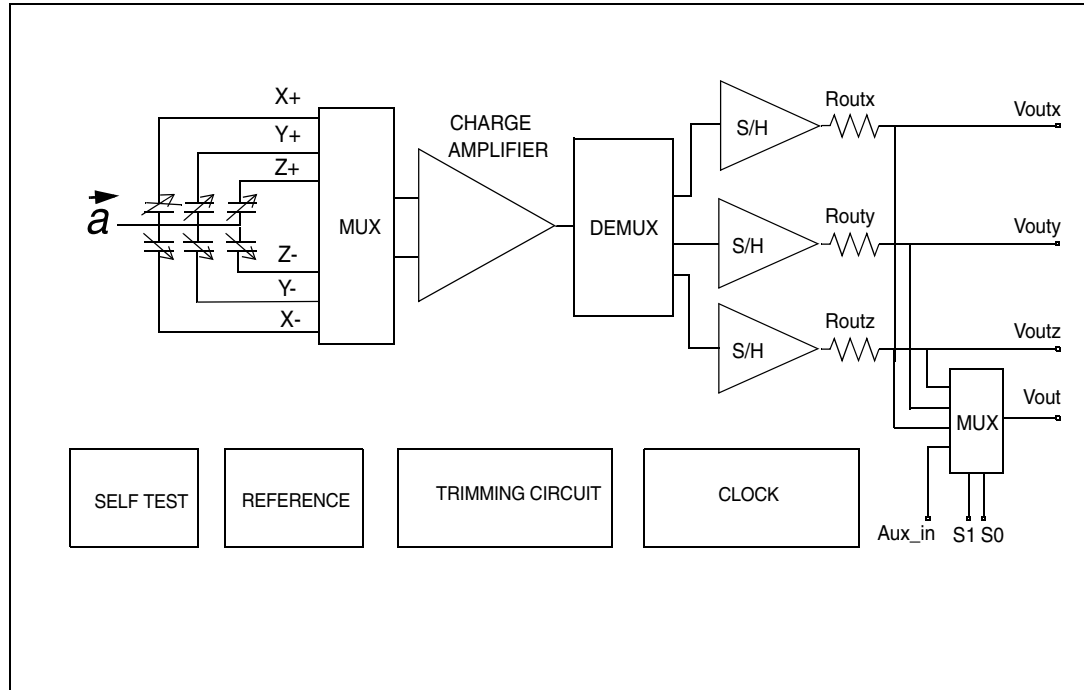 X+
Y+
Z+
a
Z-
Y-
X-
MUX
CHARGE
AMPLIFIER
DEMUX
S/H
S/H
S/H
Routx
Routy
Routz
Voutx
Vouty
Voutz
Vout
MUX
Aux_in
S1 S0
SELF TEST
REFERENCE
TRIMMING CIRCUIT
CLOCK